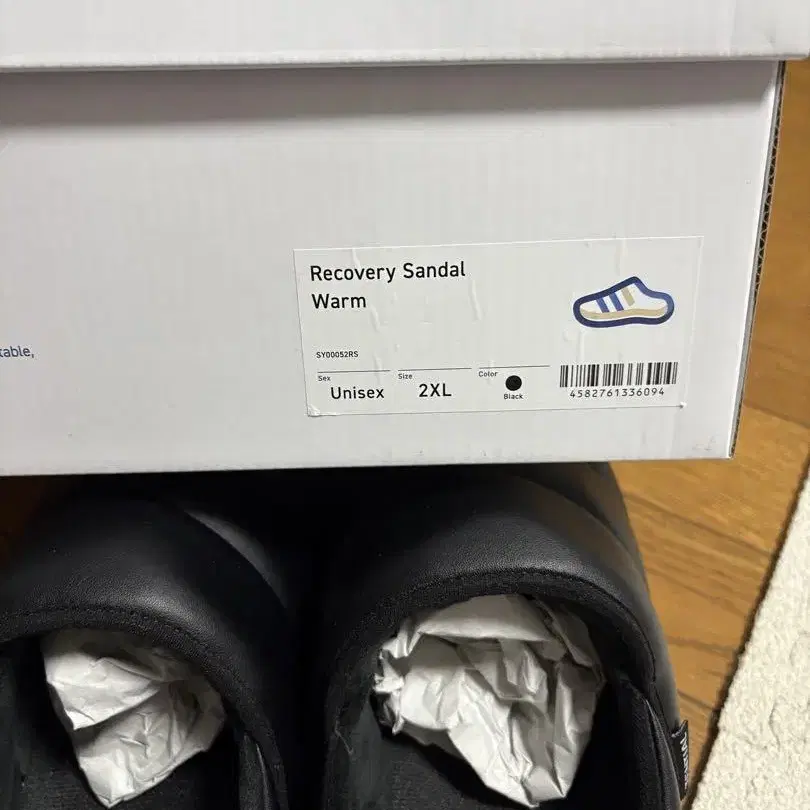 Recovery Sandal
Warm
table,
SY00052RS
Sex
Unisex
Size
2XL
Color
Black
4582761336094